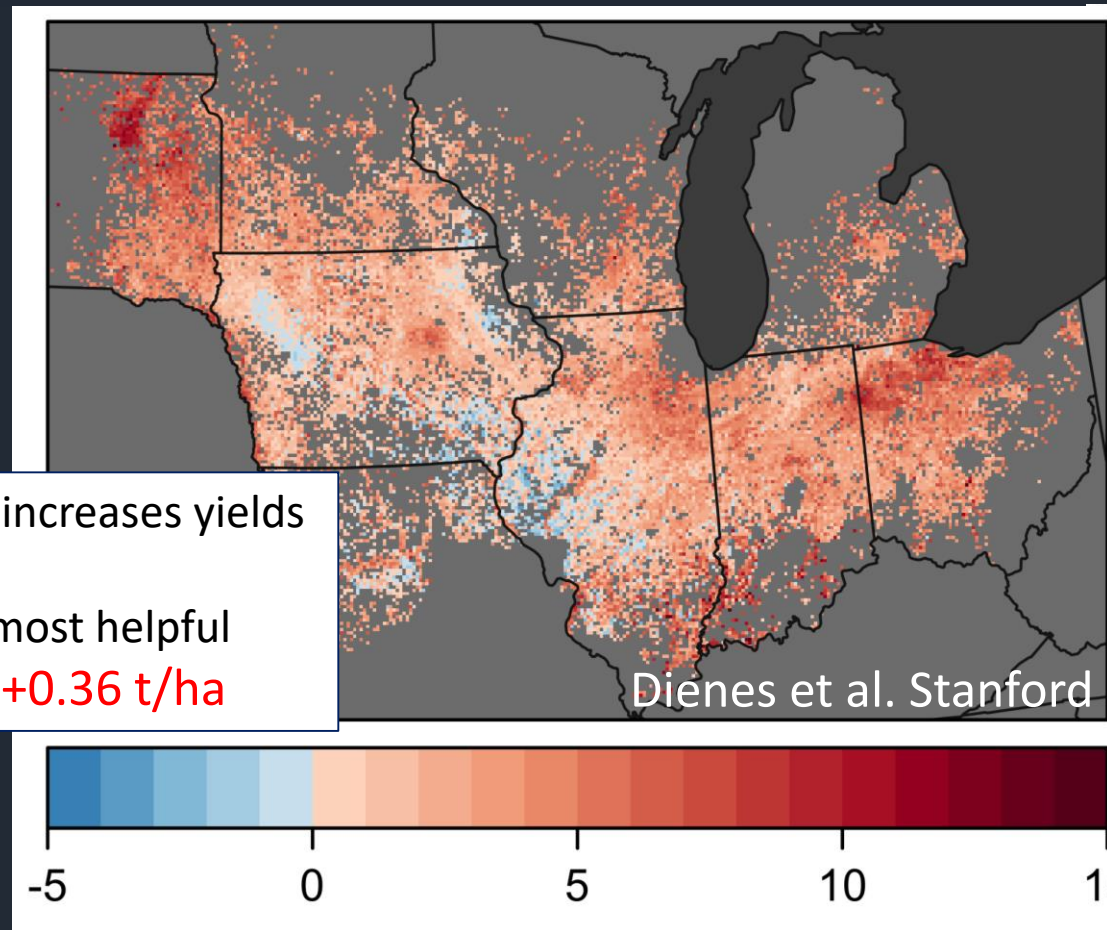 increases yields
most helpful
+0.36 t/ha
Dienes et al. Stanford
-5 0 5 10 1